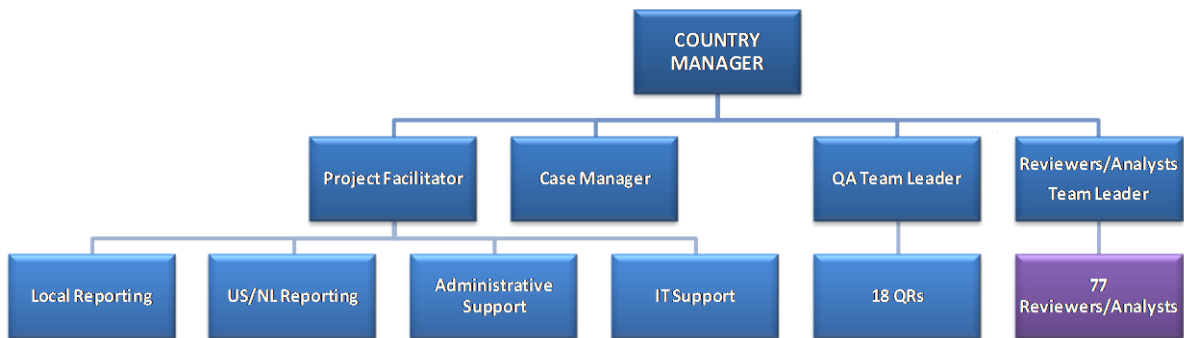 COUNTRY
MANAGER
Project Facilitator
Case Manager
QA Team Leader
Reviewers/Analysts
Team Leader
Local Reporting
US/NL Reporting
Administrative
Support
IT Support
18 QRs
77
Reviewers/Analysts